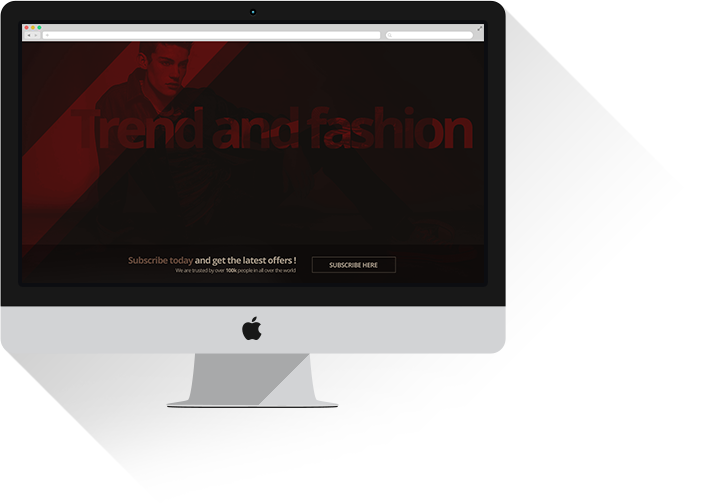 Trend and fashion
Subscribe today and get the latest offers !
We are trusted by over 100k people in all over the world
SUBSCRIBE HERE